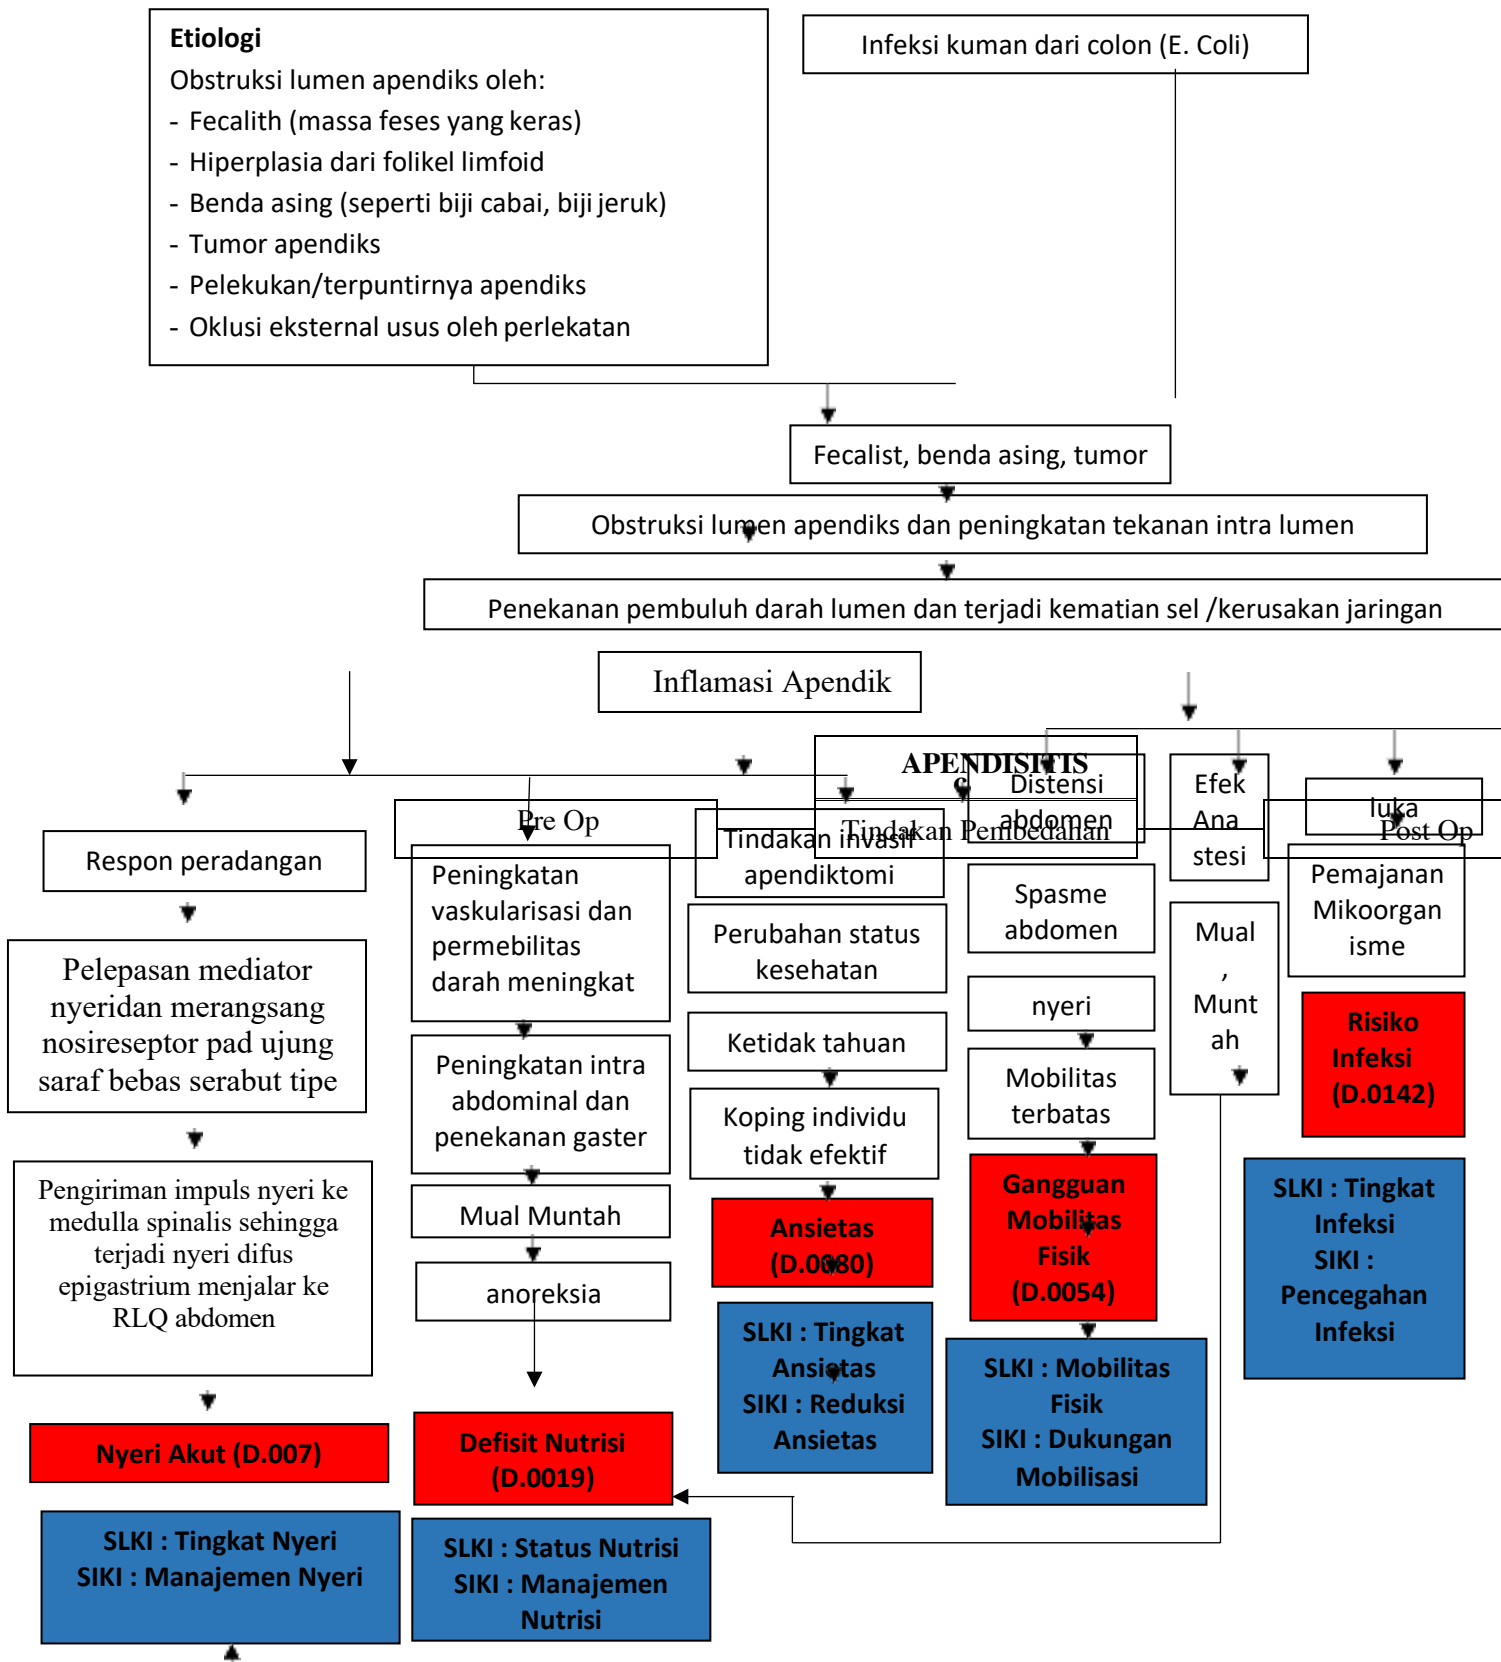 Etiologi
Obstruksi lumen apendiks oleh:
- Fecalith (massa feses yang keras)
- Hiperplasia dari folikel limfoid
- Benda asing (seperti biji cabai, biji jeruk)
- Tumor apendiks
- Pelekukan/terpuntirnya apendiks
- Oklusi eksternal usus oleh perlekatan
Infeksi kuman dari colon (E. Coli)
Fecalist, benda asing, tumor
Obstruksi lumen apendiks dan peningkatan tekanan intra lumen
Penekanan pembuluh darah lumen dan terjadi kematian sel /kerusakan jaringan
Inflamasi Apendik
APENDISITIS
Pre Op
Tindakan Pembedahan
Post Op
Respon peradangan
Pelepasan mediator
nyeridan merangsang
nosireseptor pad ujung
saraf bebas serabut tipe
Pengiriman impuls nyeri ke
medulla spinalis sehingga
terjadi nyeri difus
epigastrium menjalar ke
RLQ abdomen
Nyeri Akut (D.007)
SLKI : Tingkat Nyeri
SIKI : Manajemen Nyeri
Peningkatan
vaskularisasi dan
permebilitas
darah meningkat
Peningkatan intra
abdominal dan
penekanan gaster
Mual Muntah
anoreksia
Defisit Nutrisi
(D.0019)
SLKI : Status Nutrisi
SIKI : Manajemen
Nutrisi
Tindakan invasif
apendiktomi
Perubahan status
kesehatan
Ketidak tahuan
Koping individu
tidak efektif
Ansietas
(D.0080)
SLKI : Tingkat
Ansietas
SIKI : Reduksi
Ansietas
Distensi
abdomen
Spasme
abdomen
nyeri
Mobilitas
terbatas
Gangguan
Mobilitas
Fisik
(D.0054)
SLKI : Mobilitas
Fisik
SIKI : Dukungan
Mobilisasi
Efek
Ana
stesi
Mual
,
Munt
ah
luka
Pemajanan
Mikoorgan
isme
Risiko
Infeksi
(D.0142)
SLKI : Tingkat
Infeksi
SIKI :
Pencegahan
Infeksi